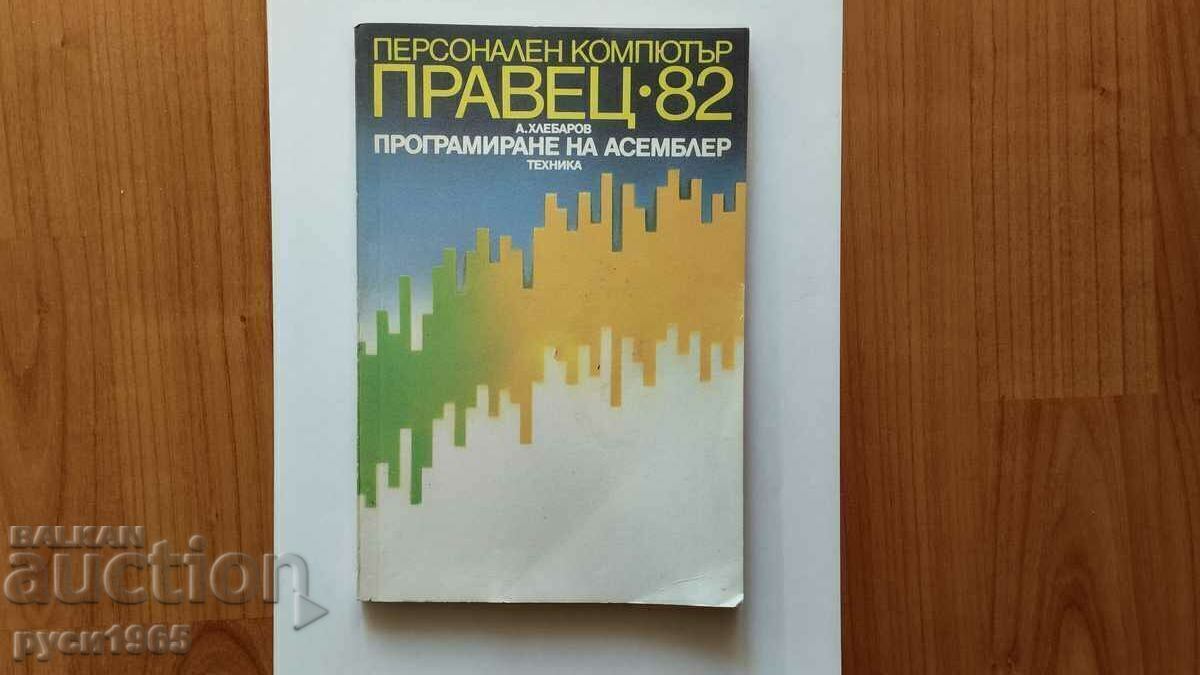 ПЕРСОНАЛЕН КОМПЮТЪР
ПРАВЕЦ·82
А.ХЛЕБАРОВ
ПРОГРАМИРАНЕ НА АСЕМБЛЕР
ТЕХНИКА
BALKAN
auction
руси1965